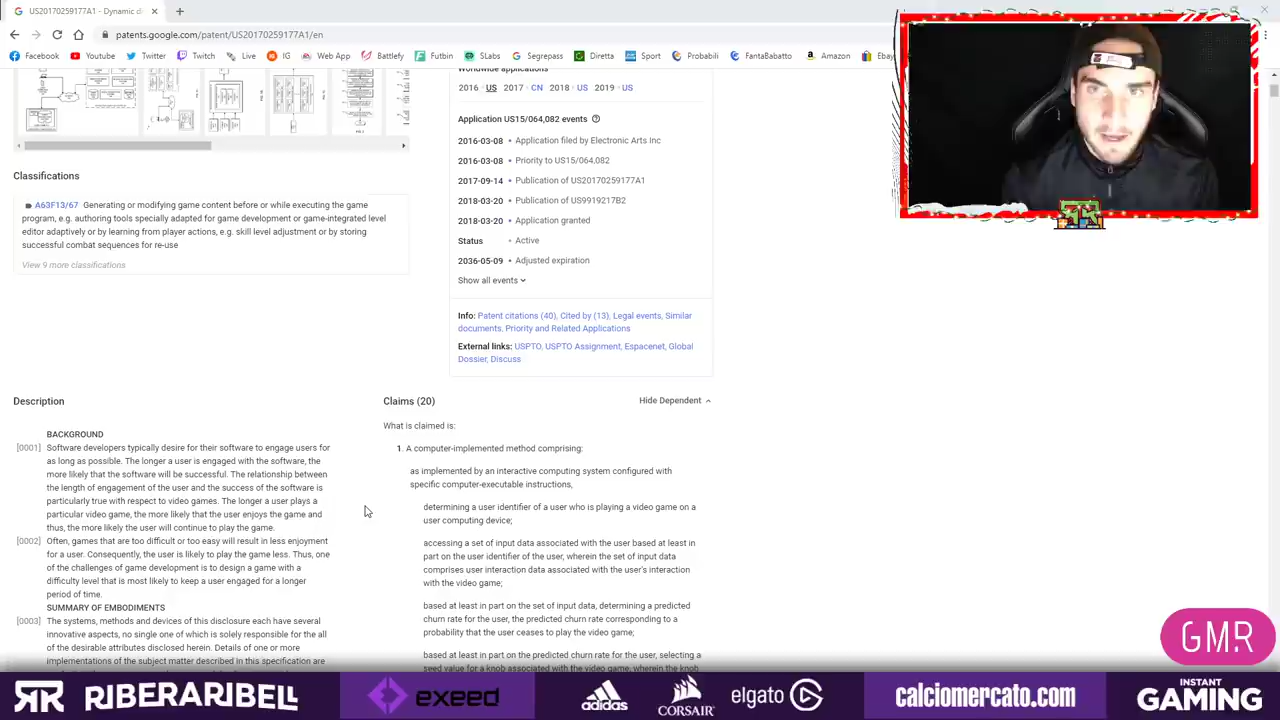 US20170259177A1 - Dynamic di
patents.google.com/patent/US20170259177A1/en
Facebook
Youtube
Twitter
Twitch
Live
IG
Web App
Battlefy
Futbin
SLabs
Segrepass
Diretta
Sport
Probabili
FantaBabatto
Amazon
Ebay
Worldwide applications
2016 US 2017 CN 2018 US 2019 US
Application US15/064,082 events
2016-03-08 Application filed by Electronic Arts Inc
2016-03-08 Priority to US15/064,082
2017-09-14 Publication of US20170259177A1
2018-03-20 Publication of US9919217B2
2018-03-20 Application granted
Status Active
2036-05-09 Adjusted expiration
Show all events
Info: Patent citations (40), Cited by (13), Legal events, Similar
documents, Priority and Related Applications
External links: USPTO, USPTO Assignment, Espacenet, Global
Dossier, Discuss
Classifications
A63F13/67 Generating or modifying game content before or while executing the game
program, e.g. authoring tools specially adapted for game development or game-integrated level
editor adaptively or by learning from player actions, e.g. skill level adjustment or by storing
successful combat sequences for re-use
View 9 more classifications
Description
BACKGROUND
[0001] Software developers typically desire for their software to engage users for
as long as possible. The longer a user is engaged with the software, the
more likely that the software will be successful. The relationship between
the length of engagement of the user and the success of the software is
particularly true with respect to video games. The longer a user plays a
particular video game, the more likely that the user enjoys the game and
thus, the more likely the user will continue to play the game.
[0002] Often, games that are too difficult or too easy will result in less enjoyment
for a user. Consequently, the user is likely to play the game less. Thus, one
of the challenges of game development is to design a game with a
difficulty level that is most likely to keep a user engaged for a longer
period of time.
SUMMARY OF EMBODIMENTS
[0003] The systems, methods and devices of this disclosure each have several
innovative aspects, no single one of which is solely responsible for the all
of the desirable attributes disclosed herein. Details of one or more
implementations of the subject matter described in this specification are
Claims (20)
Hide Dependent
What is claimed is:
1. A computer-implemented method comprising:
as implemented by an interactive computing system configured with
specific computer-executable instructions,
determining a user identifier of a user who is playing a video game on a
user computing device;
accessing a set of input data associated with the user based at least in
part on the user identifier of the user, wherein the set of input data
comprises user interaction data associated with the user's interaction
with the video game;
based at least in part on the set of input data, determining a predicted
churn rate for the user, the predicted churn rate corresponding to a
probability that the user ceases to play the video game;
based at least in part on the predicted churn rate for the user, selecting a
seed value for a knob associated with the video game, wherein the knob
GMR
RIBERARIBELL
exeed
adidas
CORSAIR
elgato
calciomercato.com
INSTANT
GAMING